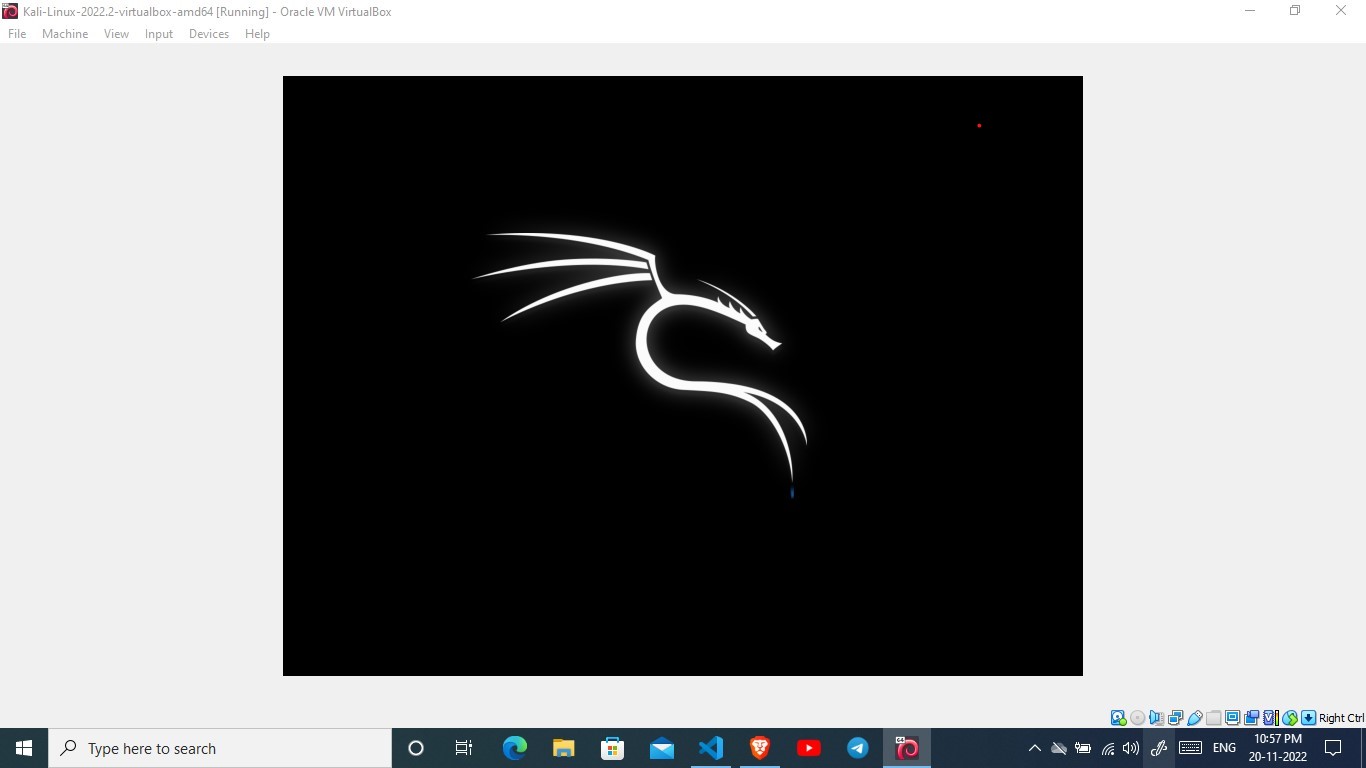 Kali-Linux-2022.2-virtualbox-amd64 [Running] - Oracle VM VirtualBox
File Machine View Input Devices Help
Right Ctrl
Type here to search
64
ENG
10:57 PM
20-11-2022